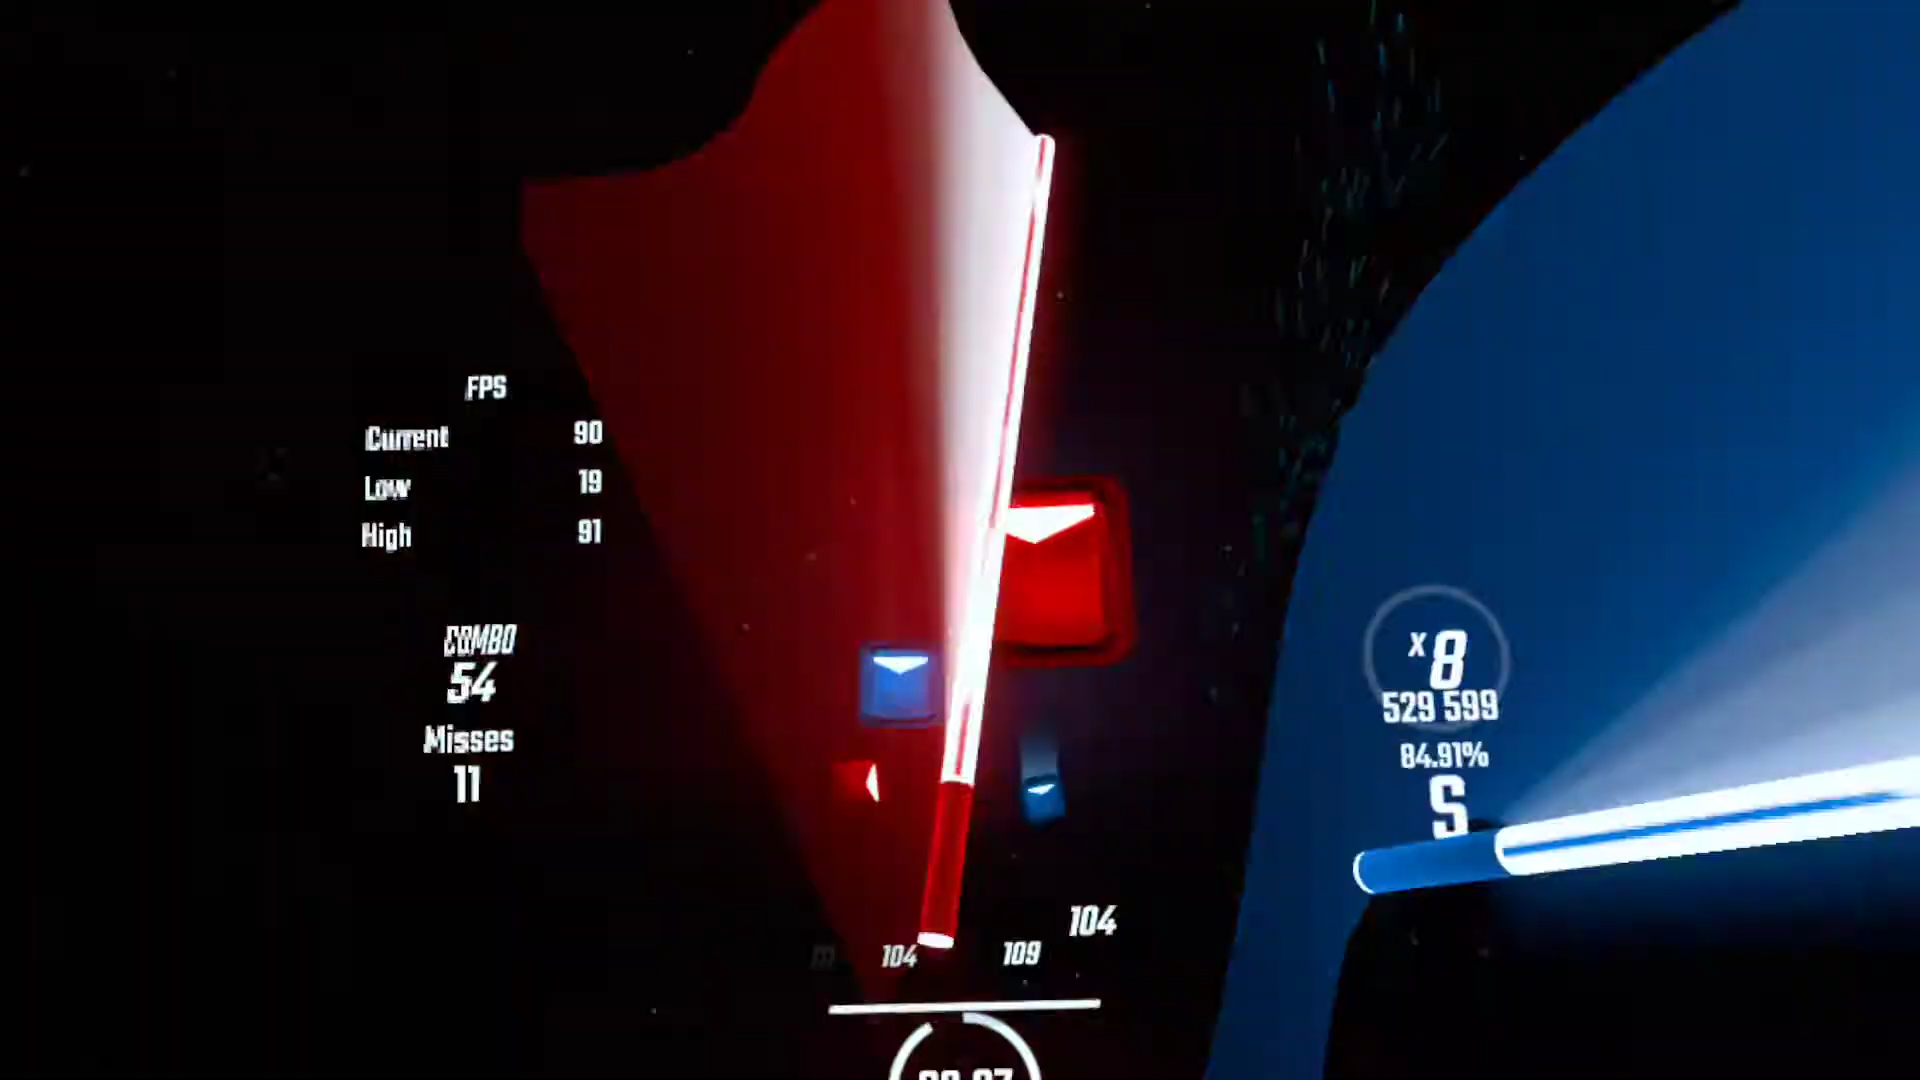 FPS
Current 90
Low 19
High 91
COMBO
54
Misses
11
x8
529 599
84.91%
S
104
104
109